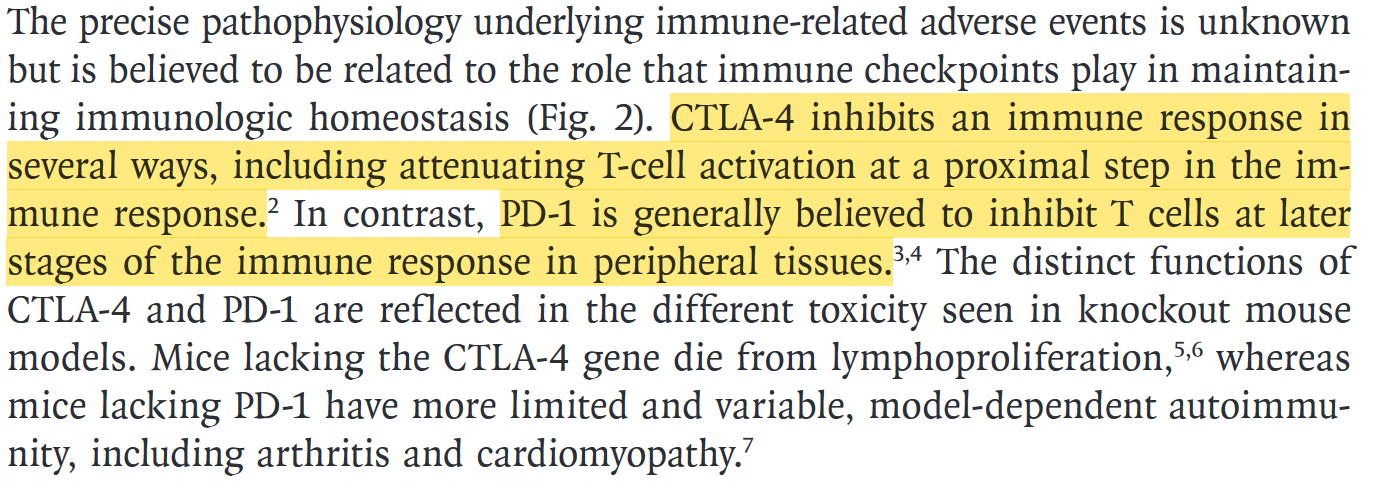 The precise pathophysiology underlying immune-related adverse events is unknown
but is believed to be related to the role that immune checkpoints play in maintain-
ing immunologic homeostasis (Fig. 2). CTLA-4 inhibits an immune response in
several ways, including attenuating T-cell activation at a proximal step in the im-
mune response.² In contrast, PD-1 is generally believed to inhibit T cells at later
stages of the immune response in peripheral tissues.³,⁴ The distinct functions of
CTLA-4 and PD-1 are reflected in the different toxicity seen in knockout mouse
models. Mice lacking the CTLA-4 gene die from lymphoproliferation,⁵,⁶ whereas
mice lacking PD-1 have more limited and variable, model-dependent autoimmu-
nity, including arthritis and cardiomyopathy.⁷